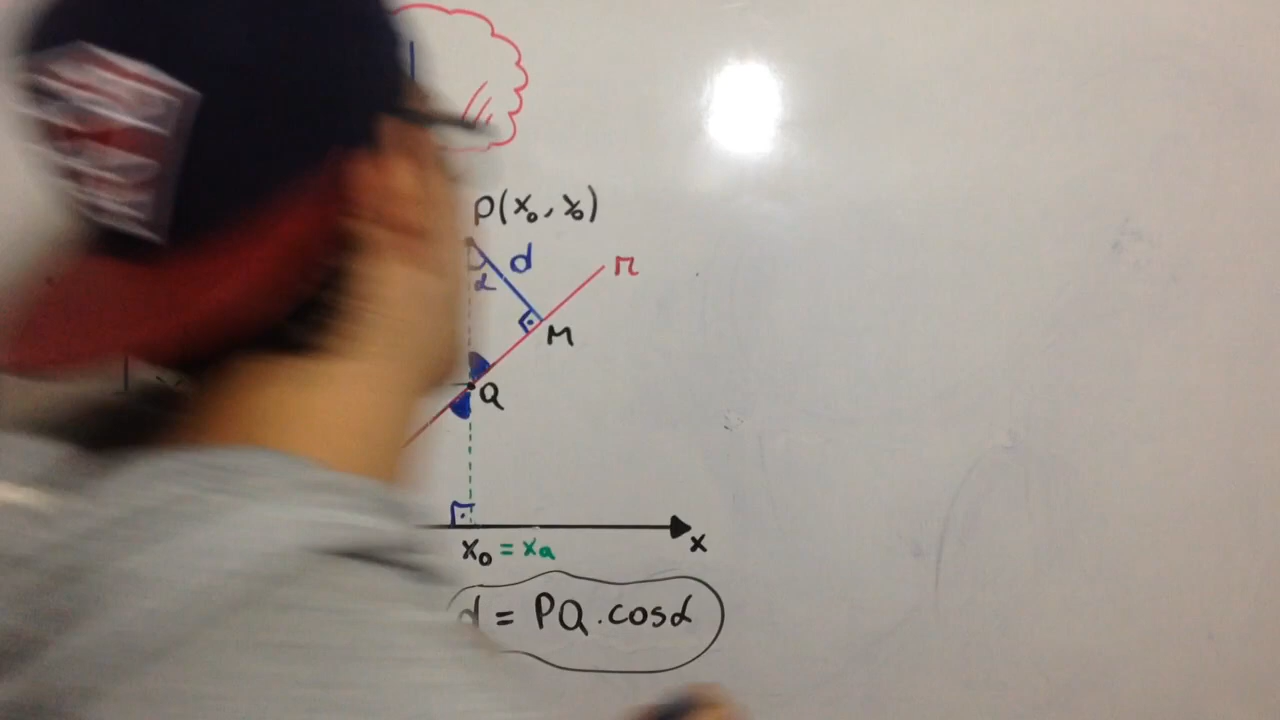 P(x₀, y₀)
d
r
α
M
Q
x₀ = xQ
x
d = PQ.cosα